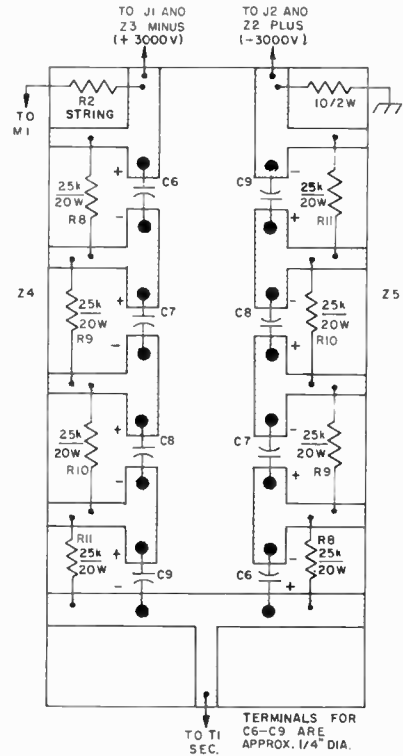 TO J1 AND
Z3 MINUS
(+3000V)
TO J2 AND
Z2 PLUS
(-3000V)
R2
STRING
10/2W
TO
M1
+
C6
-
25k
20W
R8
C9
-
+
25k
20W
R11
Z4
25k
20W
R9
+
C7
-
C8
-
+
25k
20W
R10
Z5
25k
20W
R10
+
C8
-
C7
-
+
25k
20W
R9
R11
25k
20W
+
C9
-
C6
-
+
R8
25k
20W
TO T1
SEC.
TERMINALS FOR
C6-C9 ARE
APPROX. 1/4" DIA.